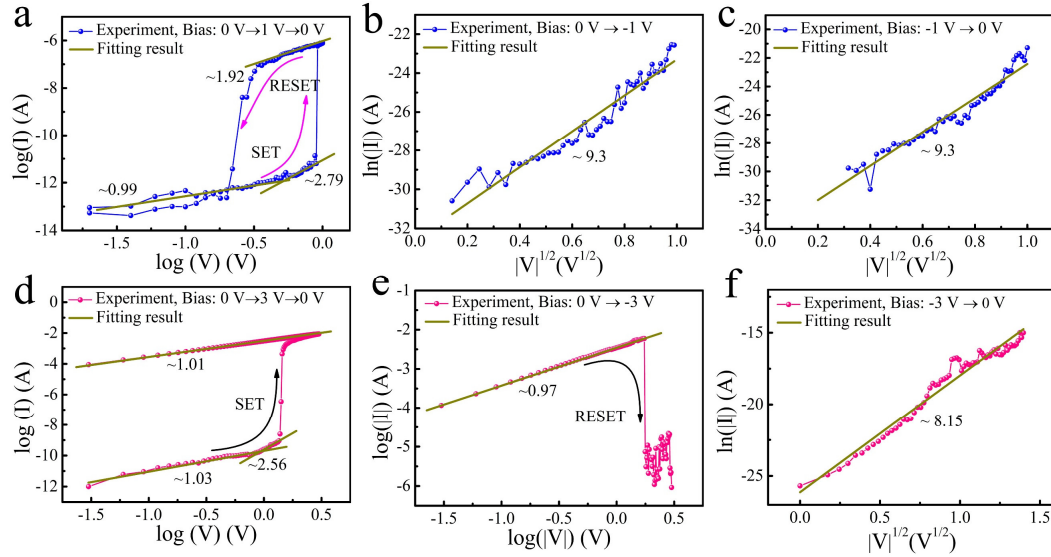 a
Experiment, Bias: 0 V→1 V→0 V
Fitting result
~1.92
RESET
SET
~0.99
~2.79
log(I) (A)
-4
-6
-8
-10
-12
-14
-1.5
-1.0
-0.5
0.0
log (V) (V)
b
Experiment, Bias: 0 V → -1 V
Fitting result
~ 9.3
ln(|I|) (A)
-22
-24
-26
-28
-30
-32
0.0
0.2
0.4
0.6
0.8
1.0
|V|^1/2(V^1/2)
c
Experiment, Bias: -1 V → 0 V
Fitting result
~ 9.3
ln(|I|) (A)
-20
-22
-24
-26
-28
-30
-32
-34
0.0
0.2
0.4
0.6
0.8
1.0
|V|^1/2(V^1/2)
d
Experiment, Bias: 0 V→3 V→0 V
Fitting result
~1.01
SET
~1.03
~2.56
log (I) (A)
2
0
-2
-4
-6
-8
-10
-12
-1.5
-1.0
-0.5
0.0
0.5
log (V) (V)
e
Experiment, Bias: 0 V → -3 V
Fitting result
~0.97
RESET
log(|I|) (A)
-1
-2
-3
-4
-5
-6
-1.5
-1.0
-0.5
0.0
0.5
log(|V|) (V)
f
Experiment, Bias: -3 V → 0 V
Fitting result
~ 8.15
ln(|I|) (A)
-15
-20
-25
0.0
0.5
1.0
1.5
|V|^1/2(V^1/2)